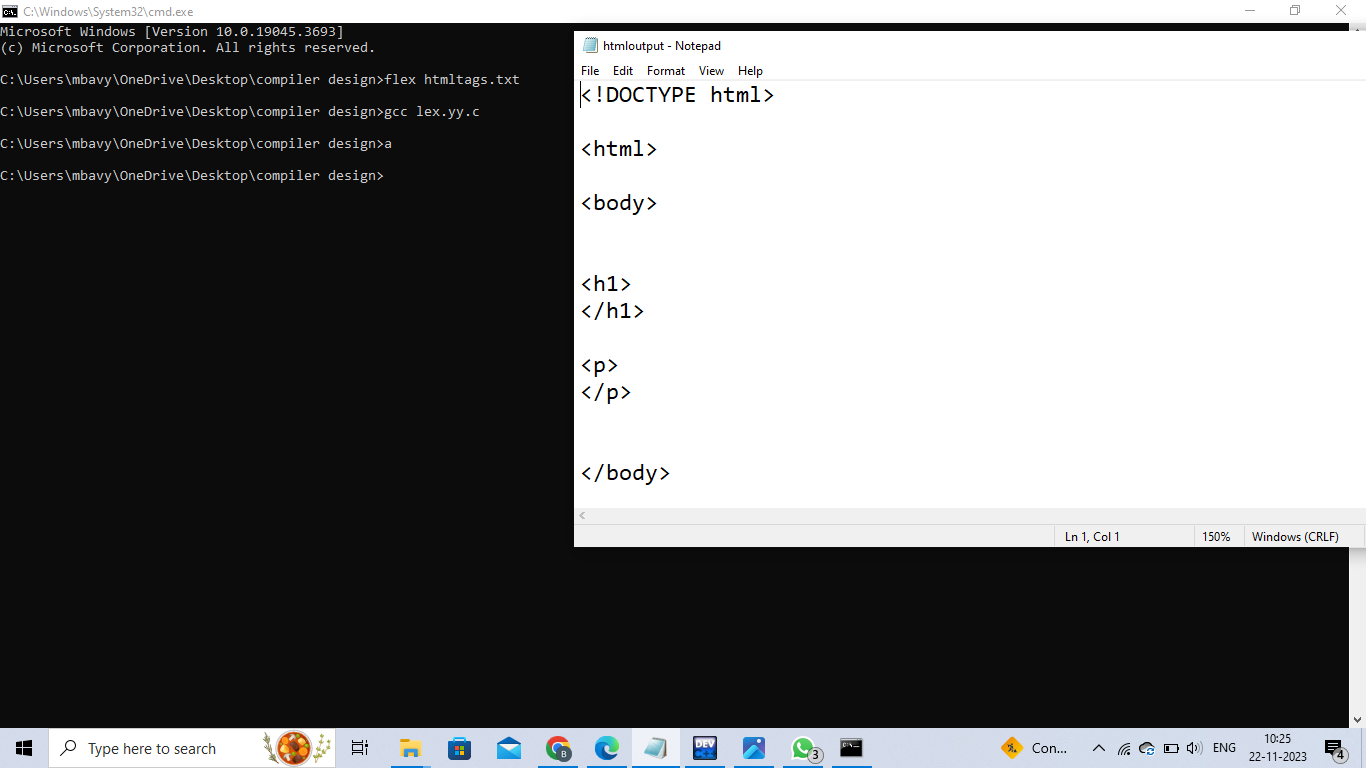 C:\Windows\System32\cmd.exe
Microsoft Windows [Version 10.0.19045.3693]
(c) Microsoft Corporation. All rights reserved.
C:\Users\mbavy\OneDrive\Desktop\compiler design>flex htmltags.txt
C:\Users\mbavy\OneDrive\Desktop\compiler design>gcc lex.yy.c
C:\Users\mbavy\OneDrive\Desktop\compiler design>a
C:\Users\mbavy\OneDrive\Desktop\compiler design>
htmloutput - Notepad
File Edit Format View Help
<!DOCTYPE html>
<html>
<body>
<h1>
</h1>
<p>
</p>
</body>
Ln 1, Col 1 150% Windows (CRLF)
Type here to search
B
DEV
3
Con...
ENG
10:25
22-11-2023
4